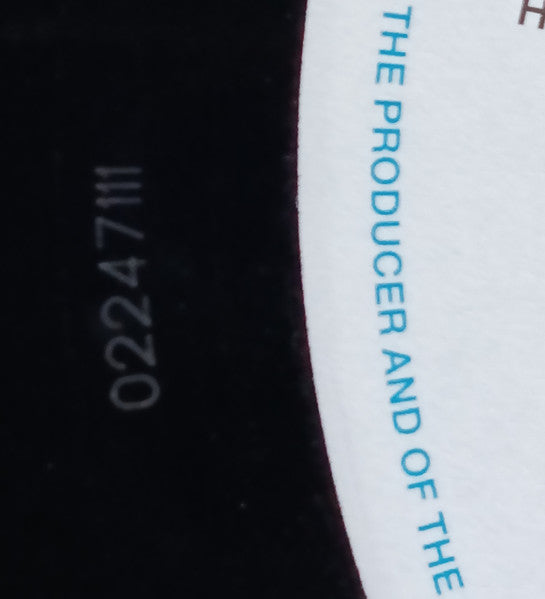 02247111
THE PRODUCER AND OF THE
H